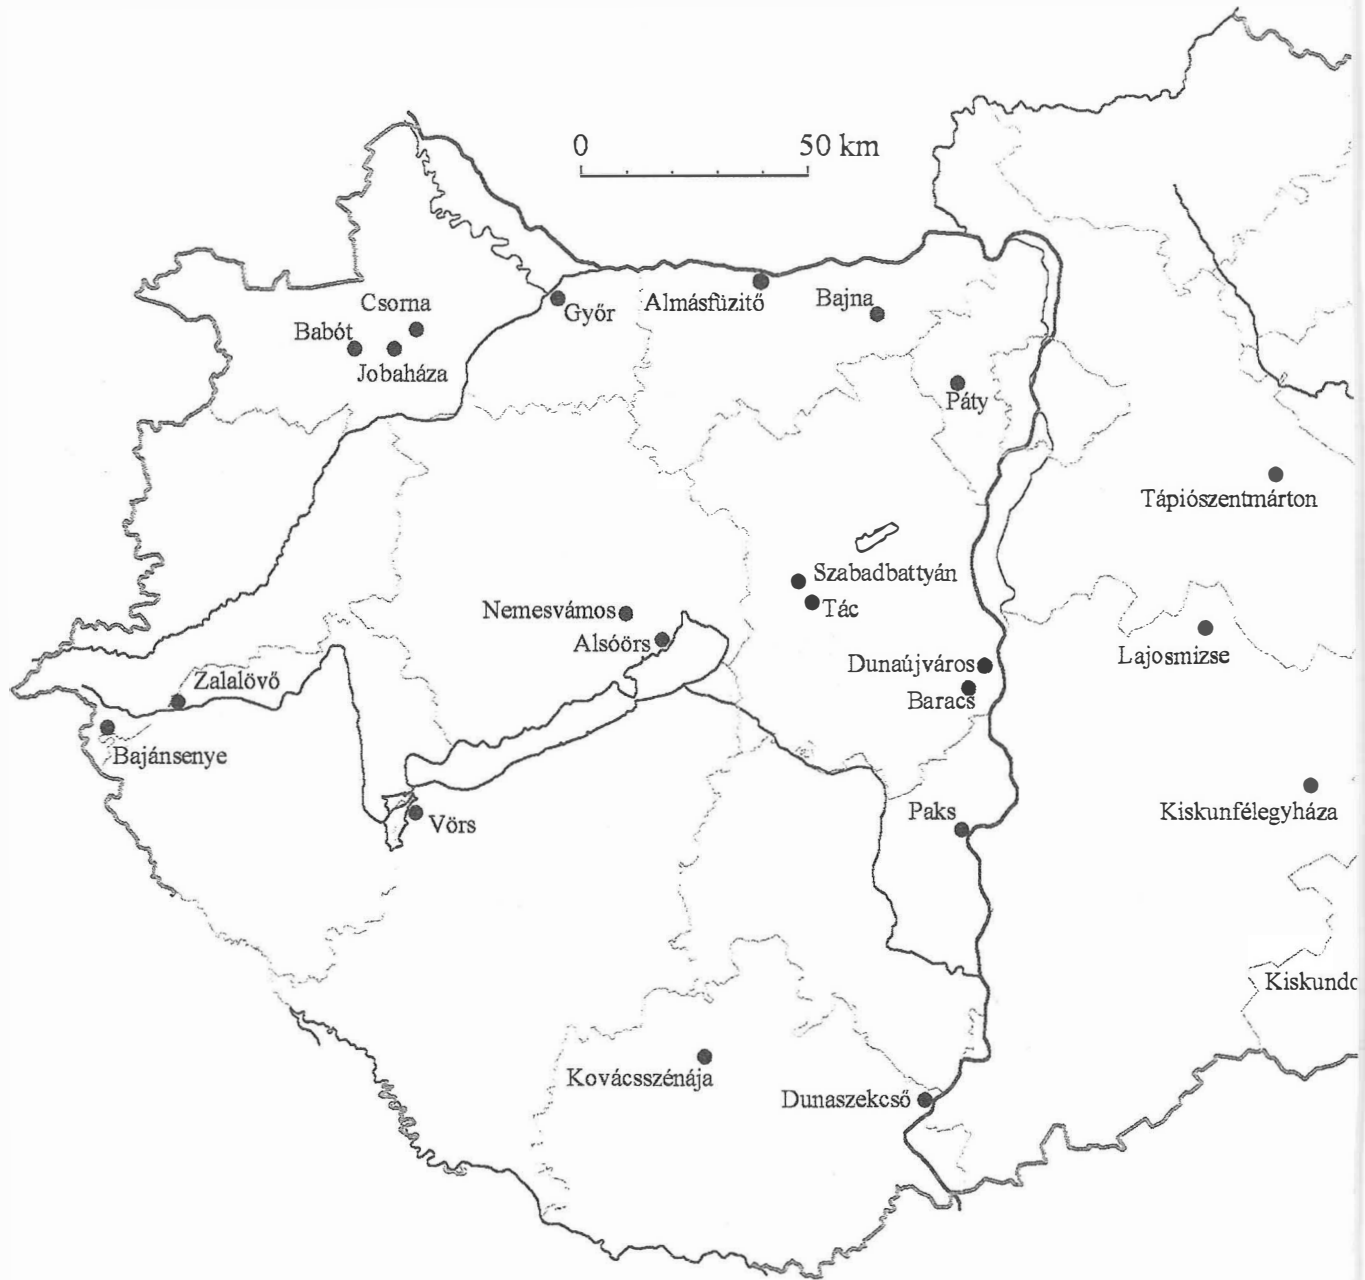 0 50 km
Csorna
Győr
Almásfüzitő
Bajna
Babót
Jobaháza
Páty
Tápiószentmárton
Szabadbattyán
Tác
Nemesvámos
Alsóörs
Lajosmizse
Dunaújváros
Baracs
Zalalövő
Bajánsenye
Vörs
Paks
Kiskunfélegyháza
Kiskundo
Kovácsszénája
Dunaszekcső